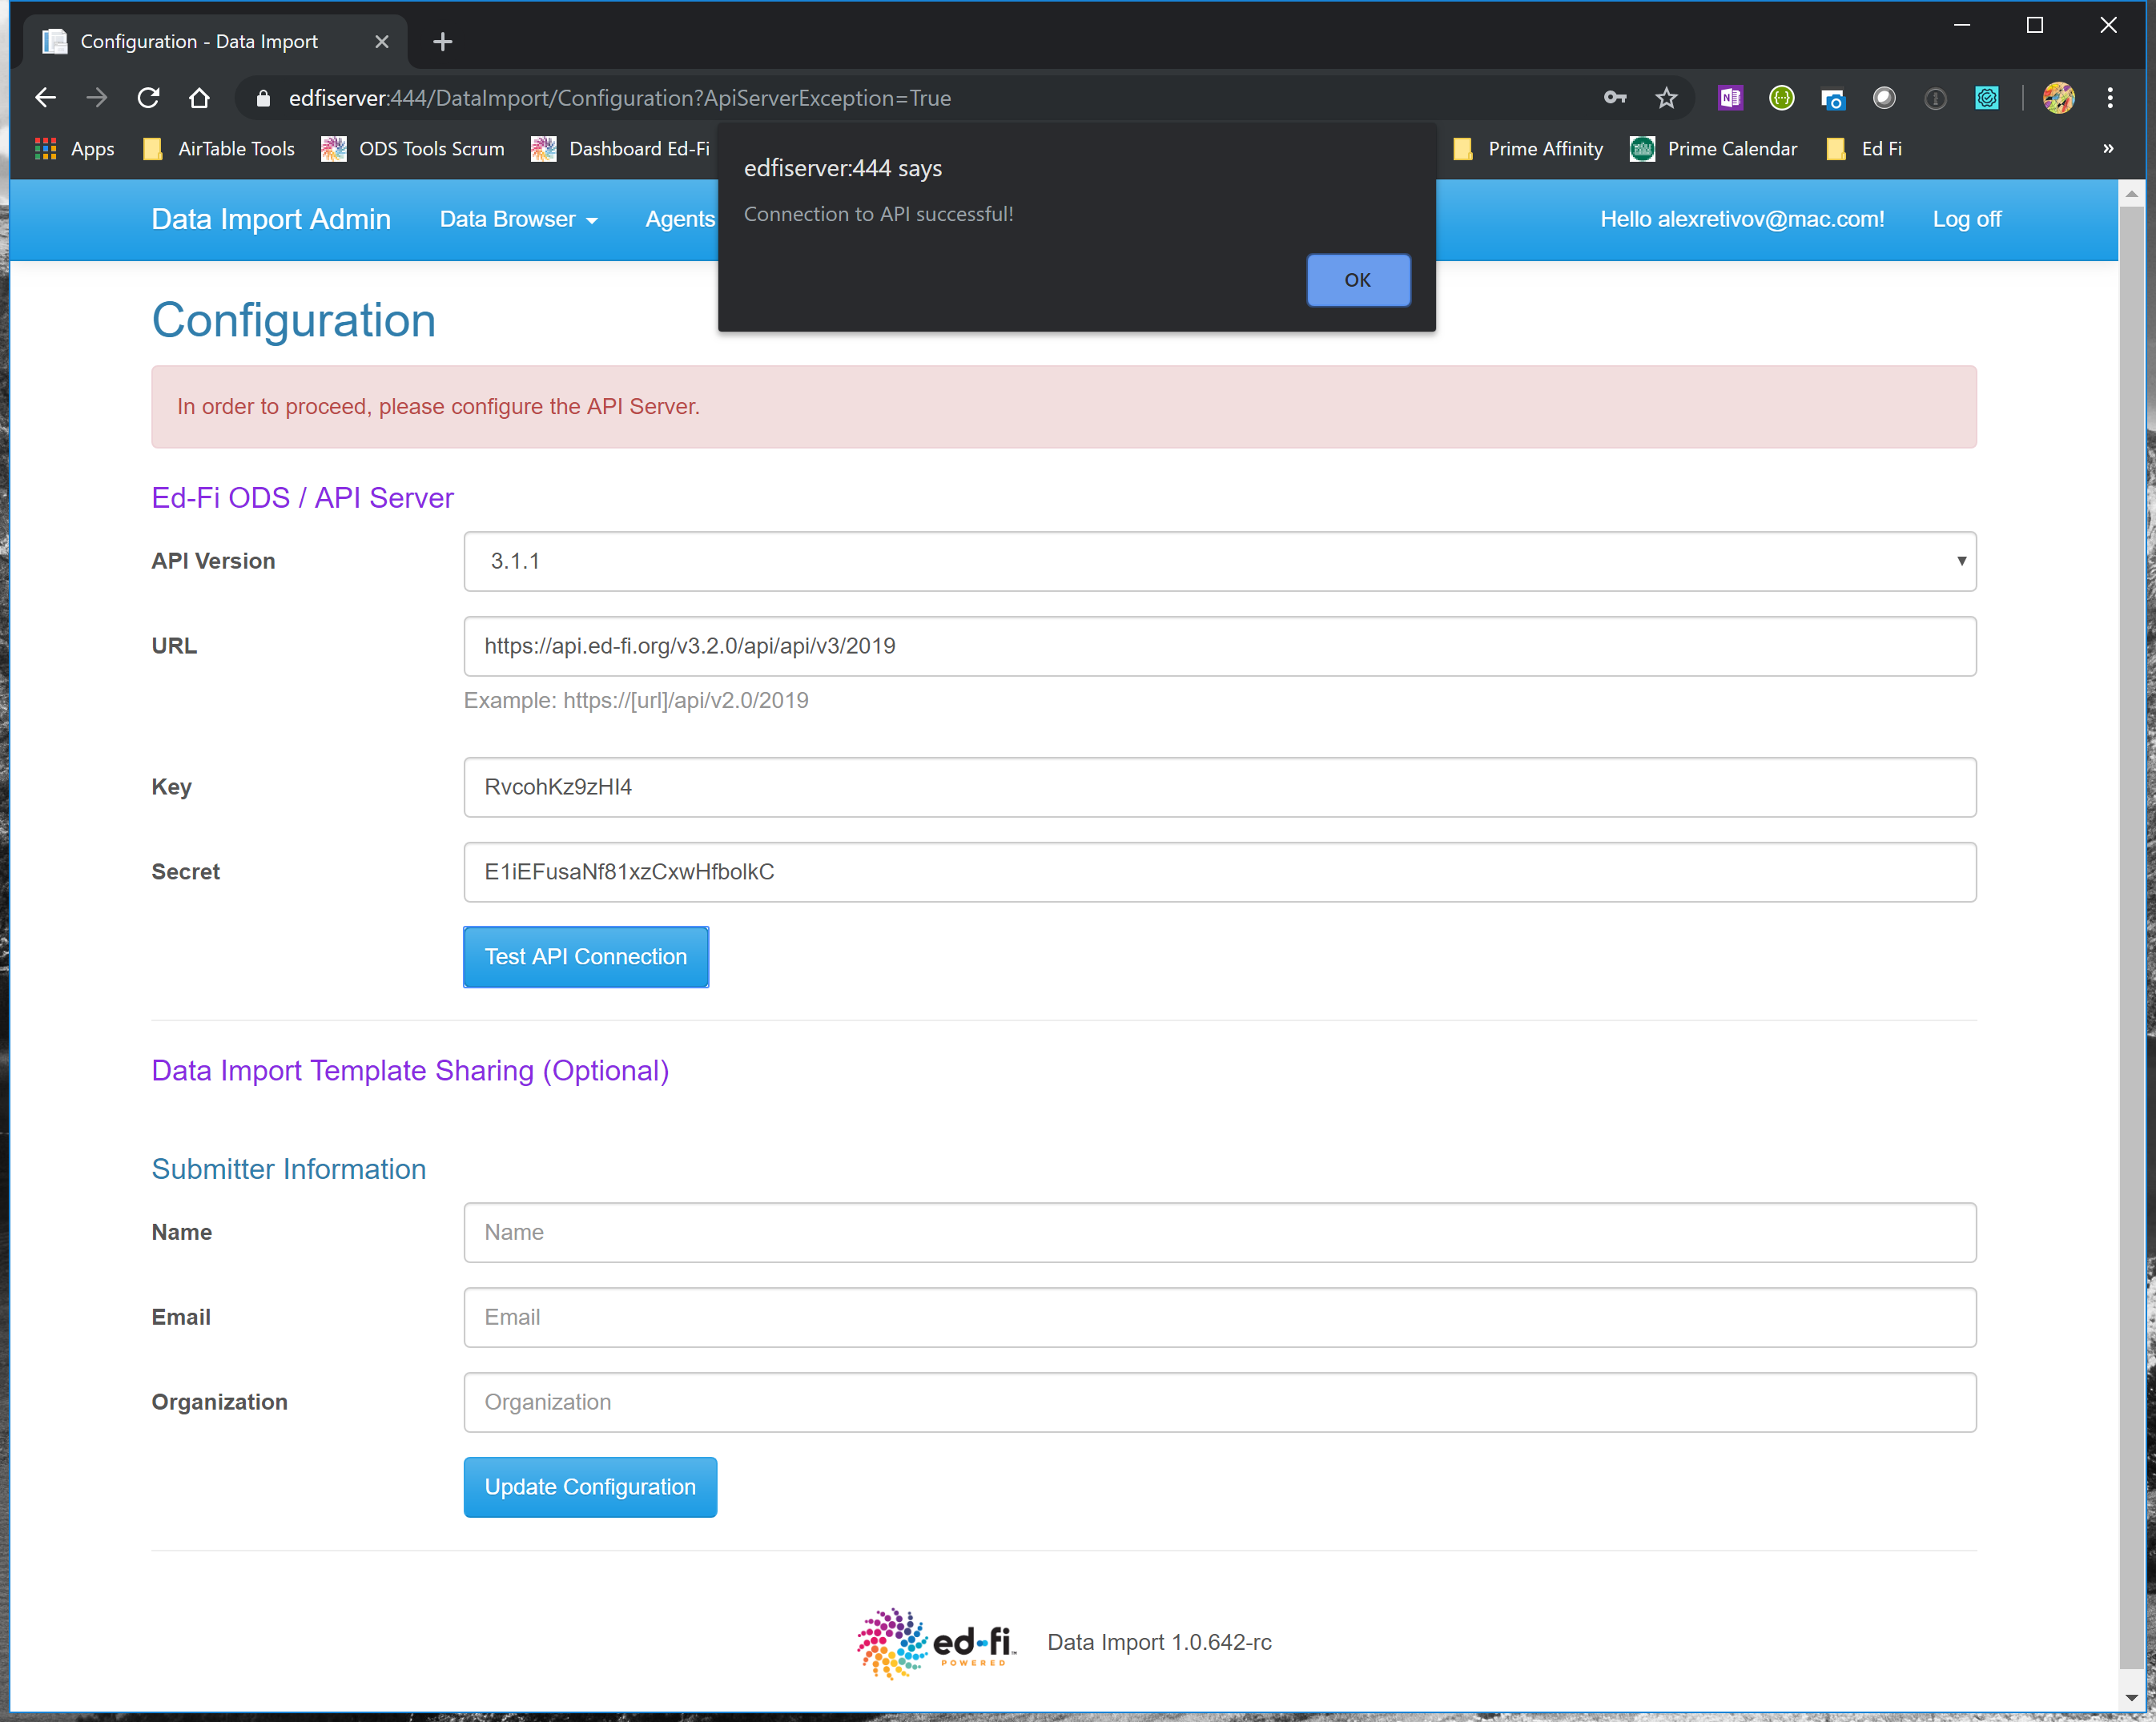 Configuration - Data Import
edfiserver:444/DataImport/Configuration?ApiServerException=True
Apps
AirTable Tools
ODS Tools Scrum
Dashboard Ed-Fi
Prime Affinity
Prime Calendar
Ed Fi
»
edfiserver:444 says
Connection to API successful!
OK
Data Import Admin
Data Browser
Agents
Hello alexretivov@mac.com!
Log off
Configuration
In order to proceed, please configure the API Server.
Ed-Fi ODS / API Server
API Version
3.1.1
URL
https://api.ed-fi.org/v3.2.0/api/api/v3/2019
Example: https://[url]/api/v2.0/2019
Key
RvcohKz9zHI4
Secret
E1iEFusaNf81xzCxwHfbolkC
Test API Connection
Data Import Template Sharing (Optional)
Submitter Information
Name
Name
Email
Email
Organization
Organization
Update Configuration
ed-fi
POWERED
Data Import 1.0.642-rc